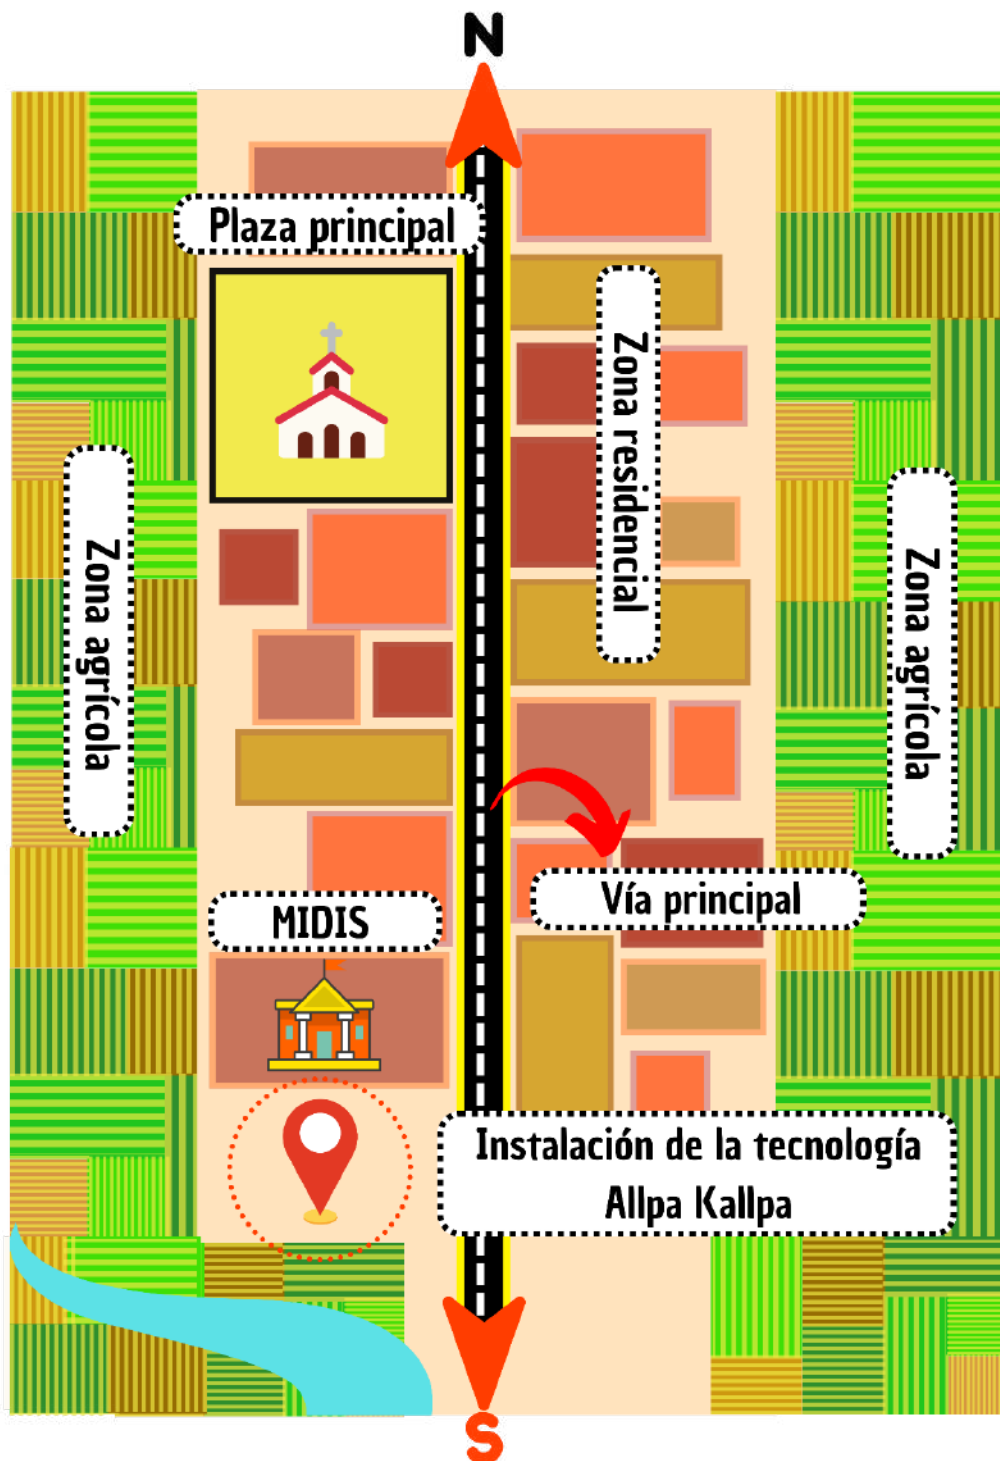 N
Plaza principal
Zona residencial
Zona agrícola
Zona agrícola
Vía principal
MIDIS
Instalación de la tecnología
Allpa Kallpa
S